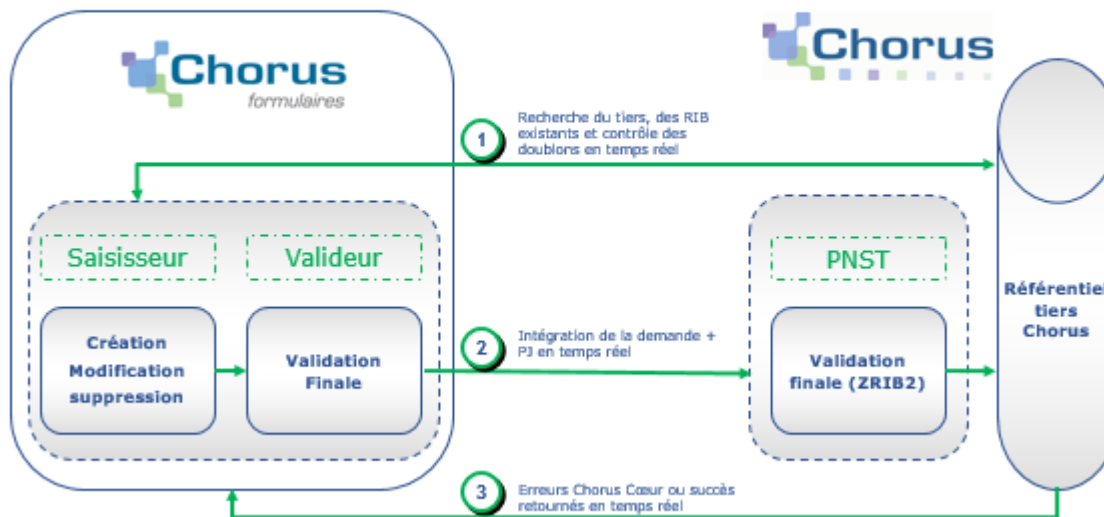 Chorus
formulaires
Chorus
1
Recherche du tiers, des RIB
existants et contrôle des
doublons en temps réel
Saisisseur
Valideur
PNST
Création
Modification
suppression
Validation
Finale
2
Intégration de la demande +
PJ en temps réel
Validation
finale (ZRIB2)
Référentiel
tiers
Chorus
3
Erreurs Chorus Cœur ou succès
retournés en temps réel